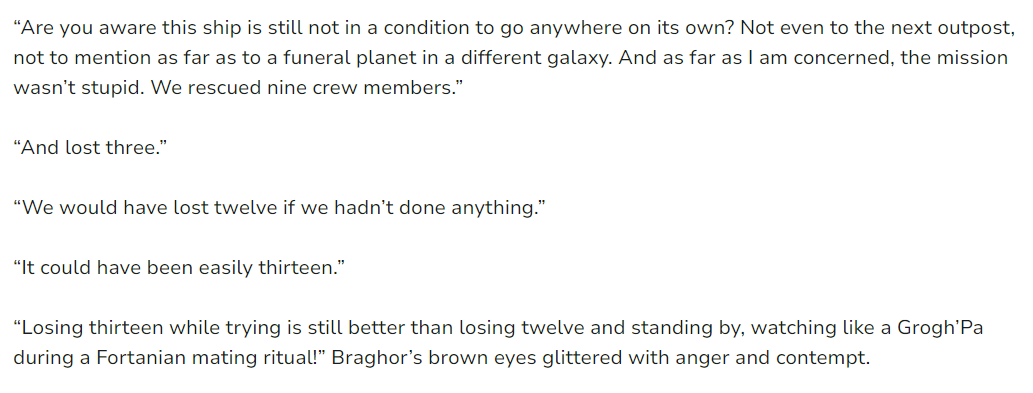 “Are you aware this ship is still not in a condition to go anywhere on its own? Not even to the next outpost,
not to mention as far as to a funeral planet in a different galaxy. And as far as I am concerned, the mission
wasn’t stupid. We rescued nine crew members.”
“And lost three.”
“We would have lost twelve if we hadn’t done anything.”
“It could have been easily thirteen.”
“Losing thirteen while trying is still better than losing twelve and standing by, watching like a Grogh’Pa
during a Fortanian mating ritual!” Braghor’s brown eyes glittered with anger and contempt.